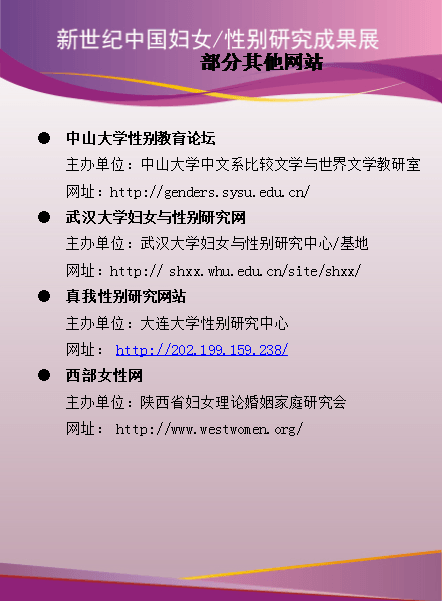 新世纪中国妇女/性别研究成果展
部分其他网站
● 中山大学性别教育论坛
主办单位：中山大学中文系比较文学与世界文学教研室
网址：http://genders.sysu.edu.cn/
● 武汉大学妇女与性别研究网
主办单位：武汉大学妇女与性别研究中心/基地
网址：http:// shxx.whu.edu.cn/site/shxx/
● 真我性别研究网站
主办单位：大连大学性别研究中心
网址： http://202.199.159.238/
● 西部女性网
主办单位：陕西省妇女理论婚姻家庭研究会
网址： http://www.westwomen.org/